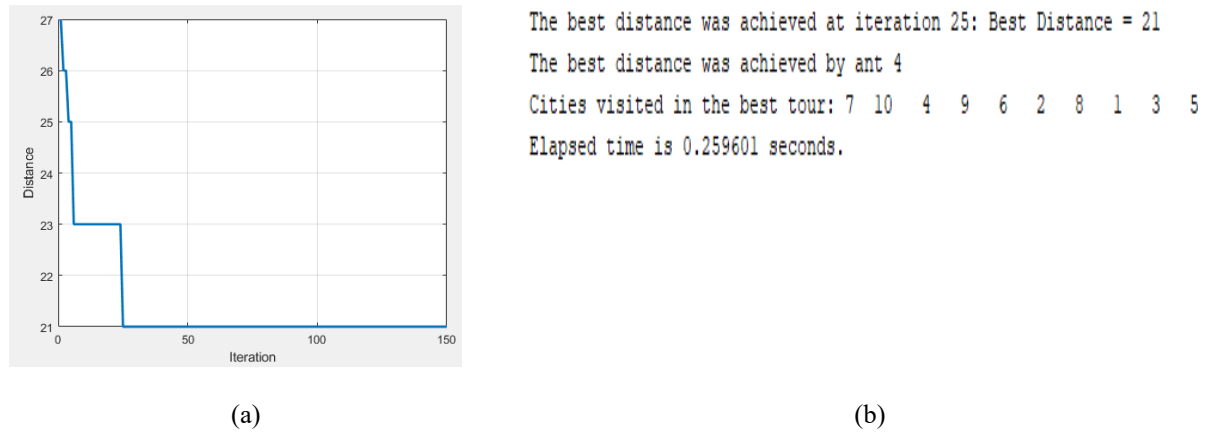 27
26
25
24
23
22
21
Distance
0 50 100 150
Iteration
(a)
The best distance was achieved at iteration 25: Best Distance = 21
The best distance was achieved by ant 4
Cities visited in the best tour: 7 10 4 9 6 2 8 1 3 5
Elapsed time is 0.259601 seconds.
(b)